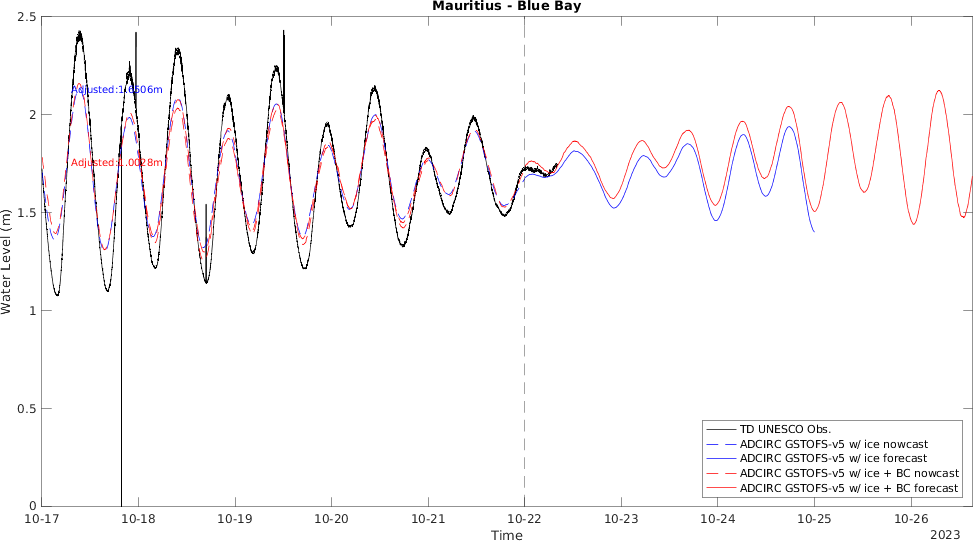 Mauritius - Blue Bay
2.5
2
1.5
1
0.5
0
Water Level (m)
Adjusted:1.6506m
Adjusted:1.0028m
TD UNESCO Obs.
ADCIRC GSTOFS-v5 w/ ice nowcast
ADCIRC GSTOFS-v5 w/ ice forecast
ADCIRC GSTOFS-v5 w/ ice + BC nowcast
ADCIRC GSTOFS-v5 w/ ice + BC forecast
10-17 10-18 10-19 10-20 10-21 10-22 10-23 10-24 10-25 10-26
Time
2023